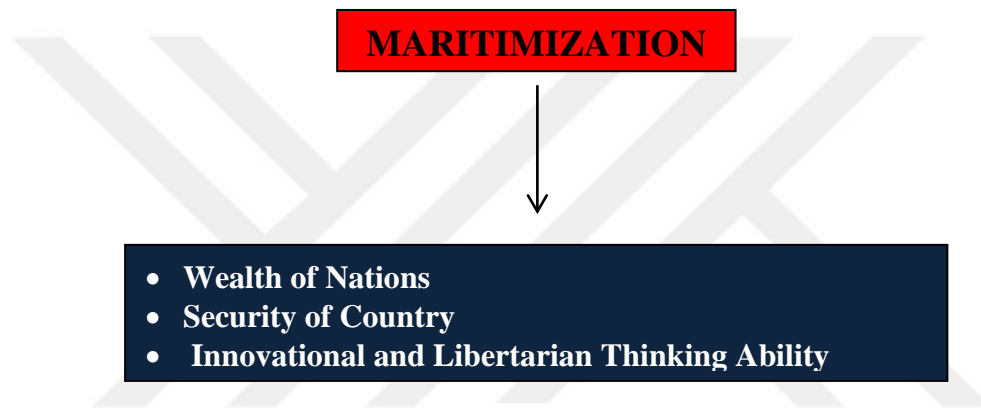 MARITIMIZATION
• Wealth of Nations
• Security of Country
• Innovational and Libertarian Thinking Ability